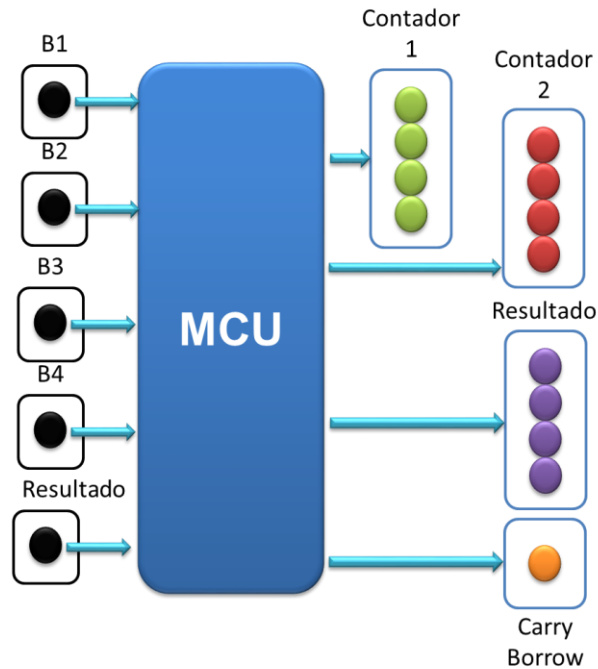 B1
B2
B3
B4
Resultado
MCU
Contador
1
Contador
2
Resultado
Carry
Borrow